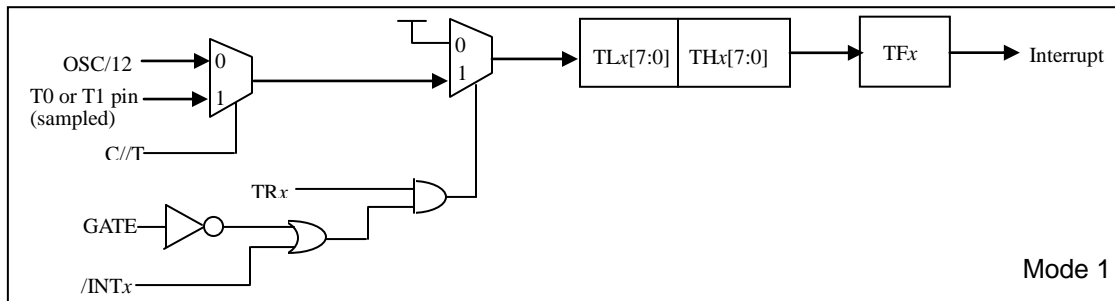 OSC/12
0
1
T0 or T1 pin
(sampled)
C//T
0
1
TRx
GATE
/INTx
TLx[7:0]
THx[7:0]
TFx
Interrupt
Mode 1